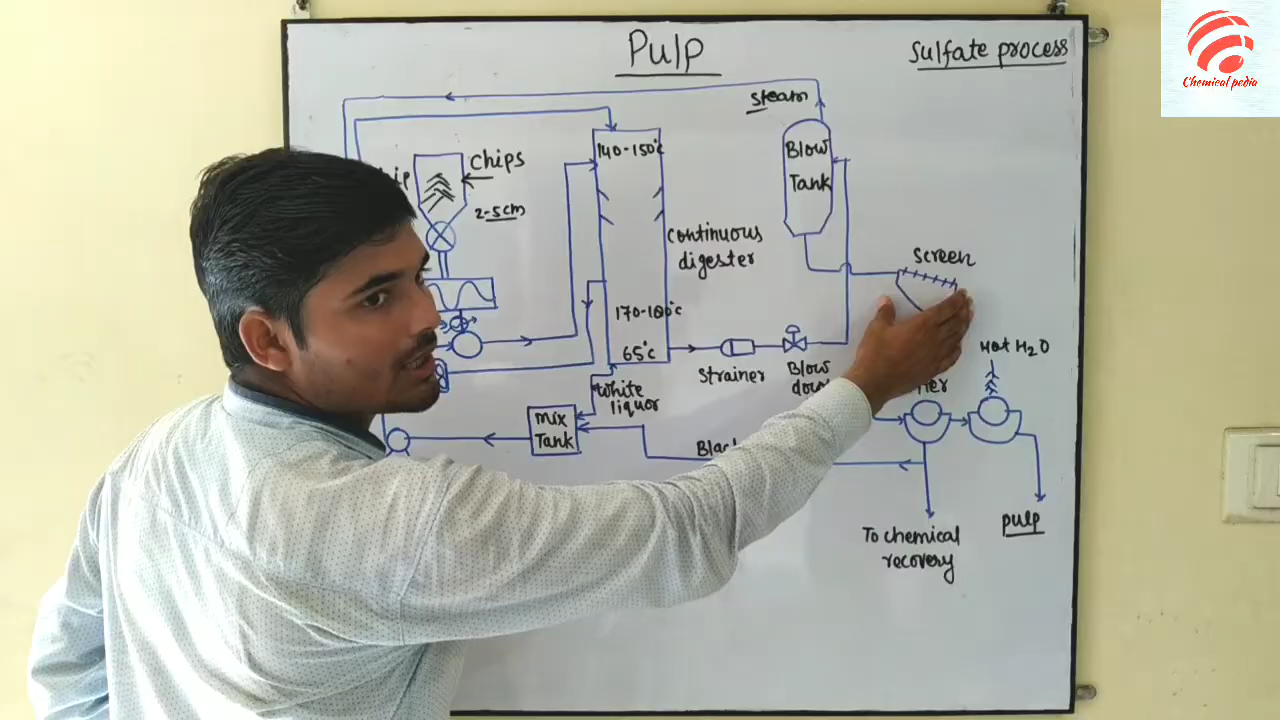 Pulp
Sulfate process
Chemical pedia
steam
140-150°c
Blow
Tank
chips
2-5cm
continuous
digester
screen
170-180°c
65°c
Strainer
Blow
Hot H2O
White
liquor
Mix
Tank
To chemical
recovery
pulp